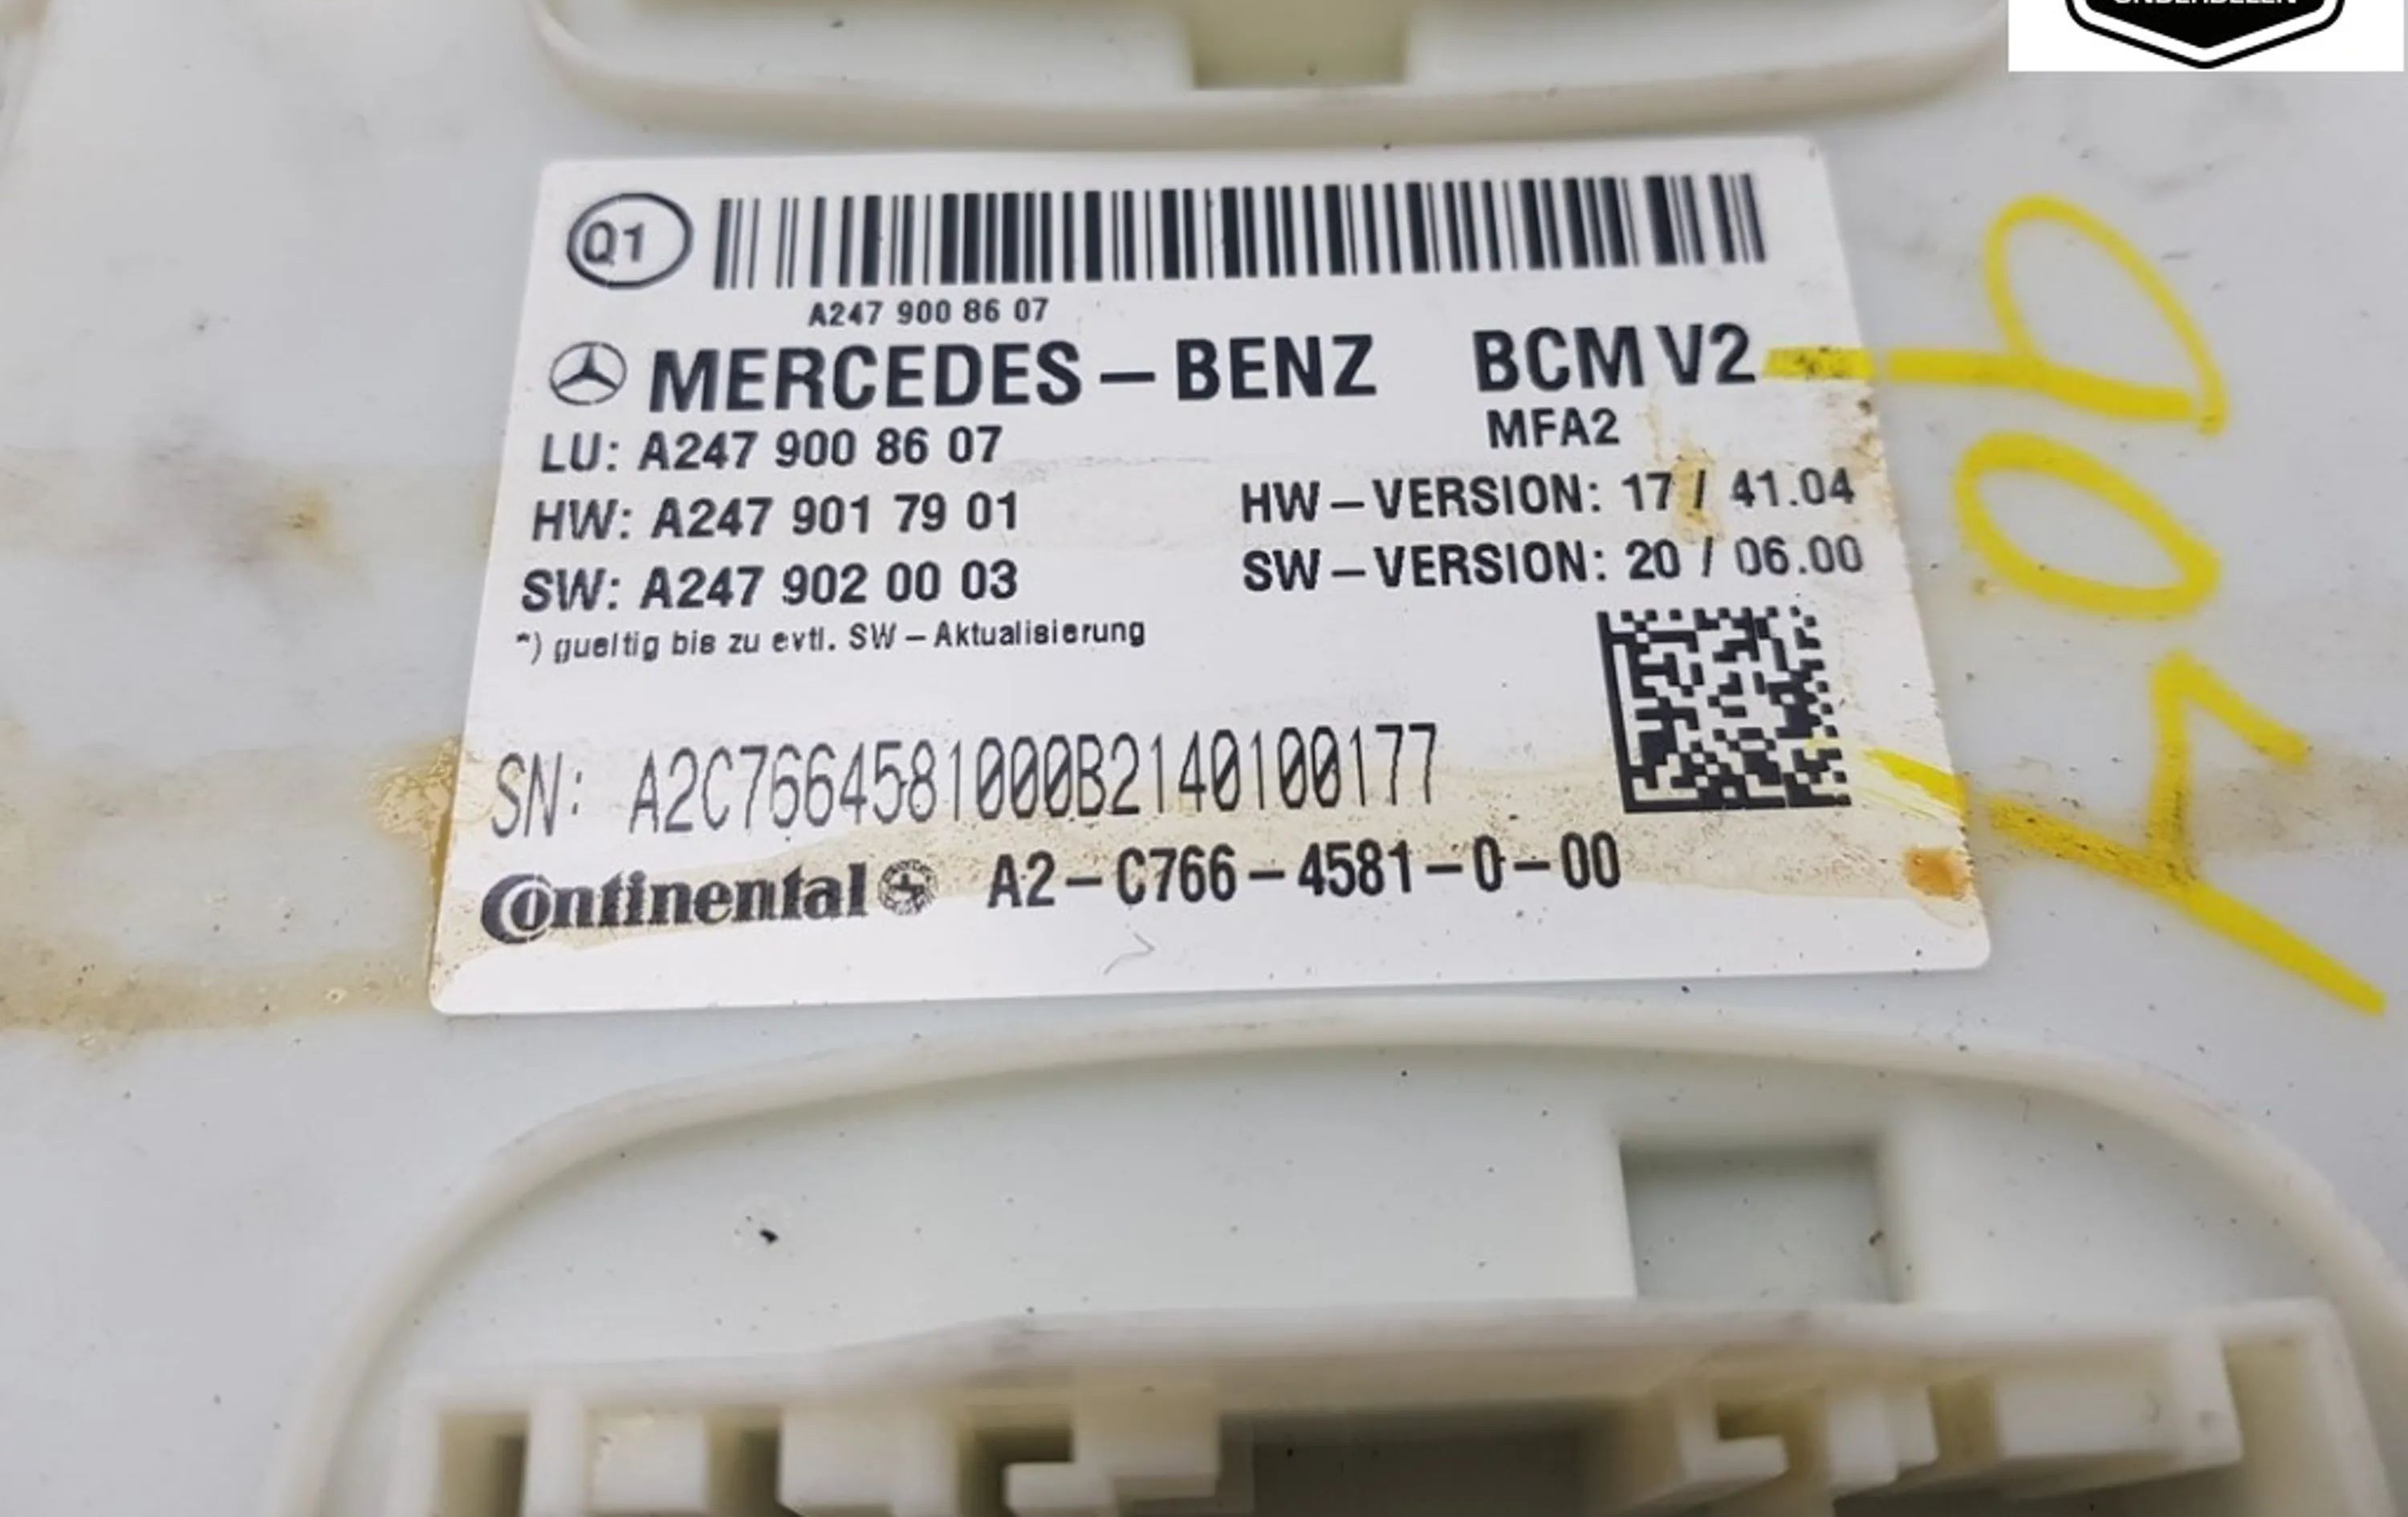 ONDERDELEN
Q1
A247 900 86 07
MERCEDES-BENZ BCM V2
MFA2
LU: A247 900 86 07
HW: A247 901 79 01 HW-VERSION: 17 / 41.04
SW: A247 902 00 03 SW-VERSION: 20 / 06.00
*) gueltig bis zu evtl. SW-Aktualisierung
SN: A2C7664581000B2140100177
Continental A2-C766-4581-0-00